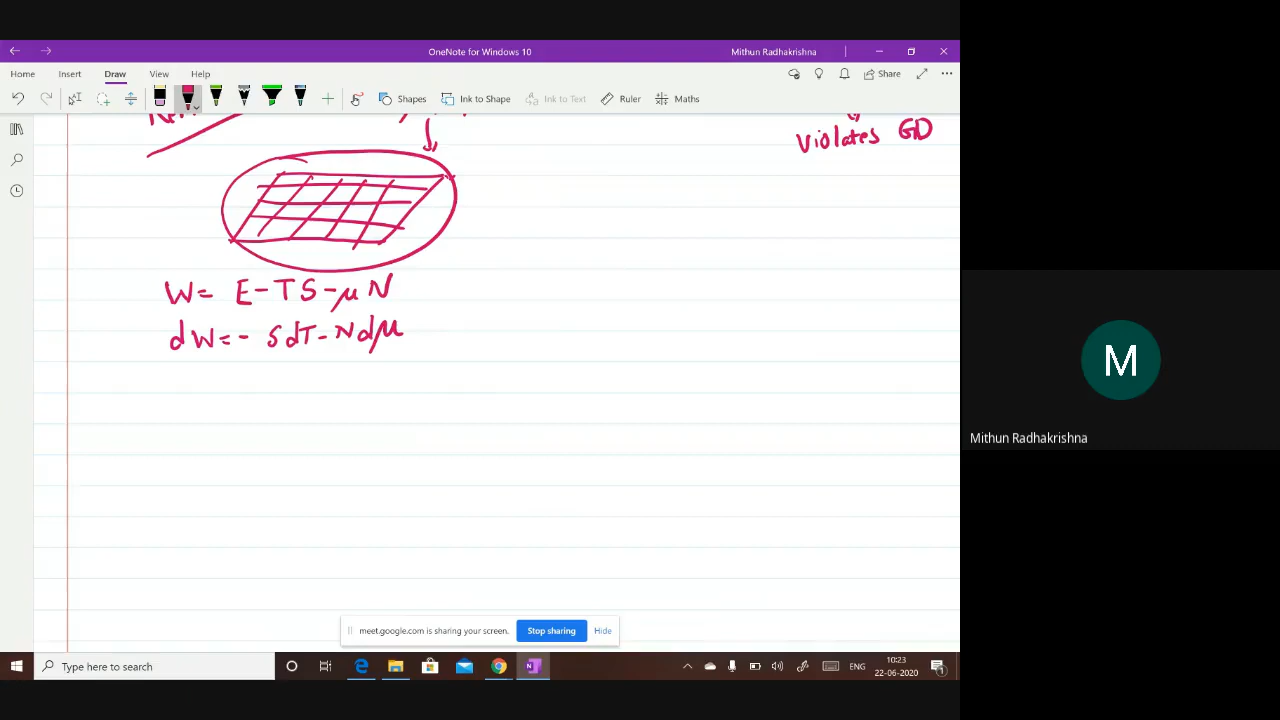 OneNote for Windows 10
Mithun Radhakrishna
Home Insert Draw View Help
Share
Shapes Ink to Shape Ink to Text Ruler Maths
Violates GD
W = E - TS - μN
dW = - SdT - Ndμ
M
Mithun Radhakrishna
meet.google.com is sharing your screen. Stop sharing Hide
Type here to search
ENG
10:23
22-06-2020